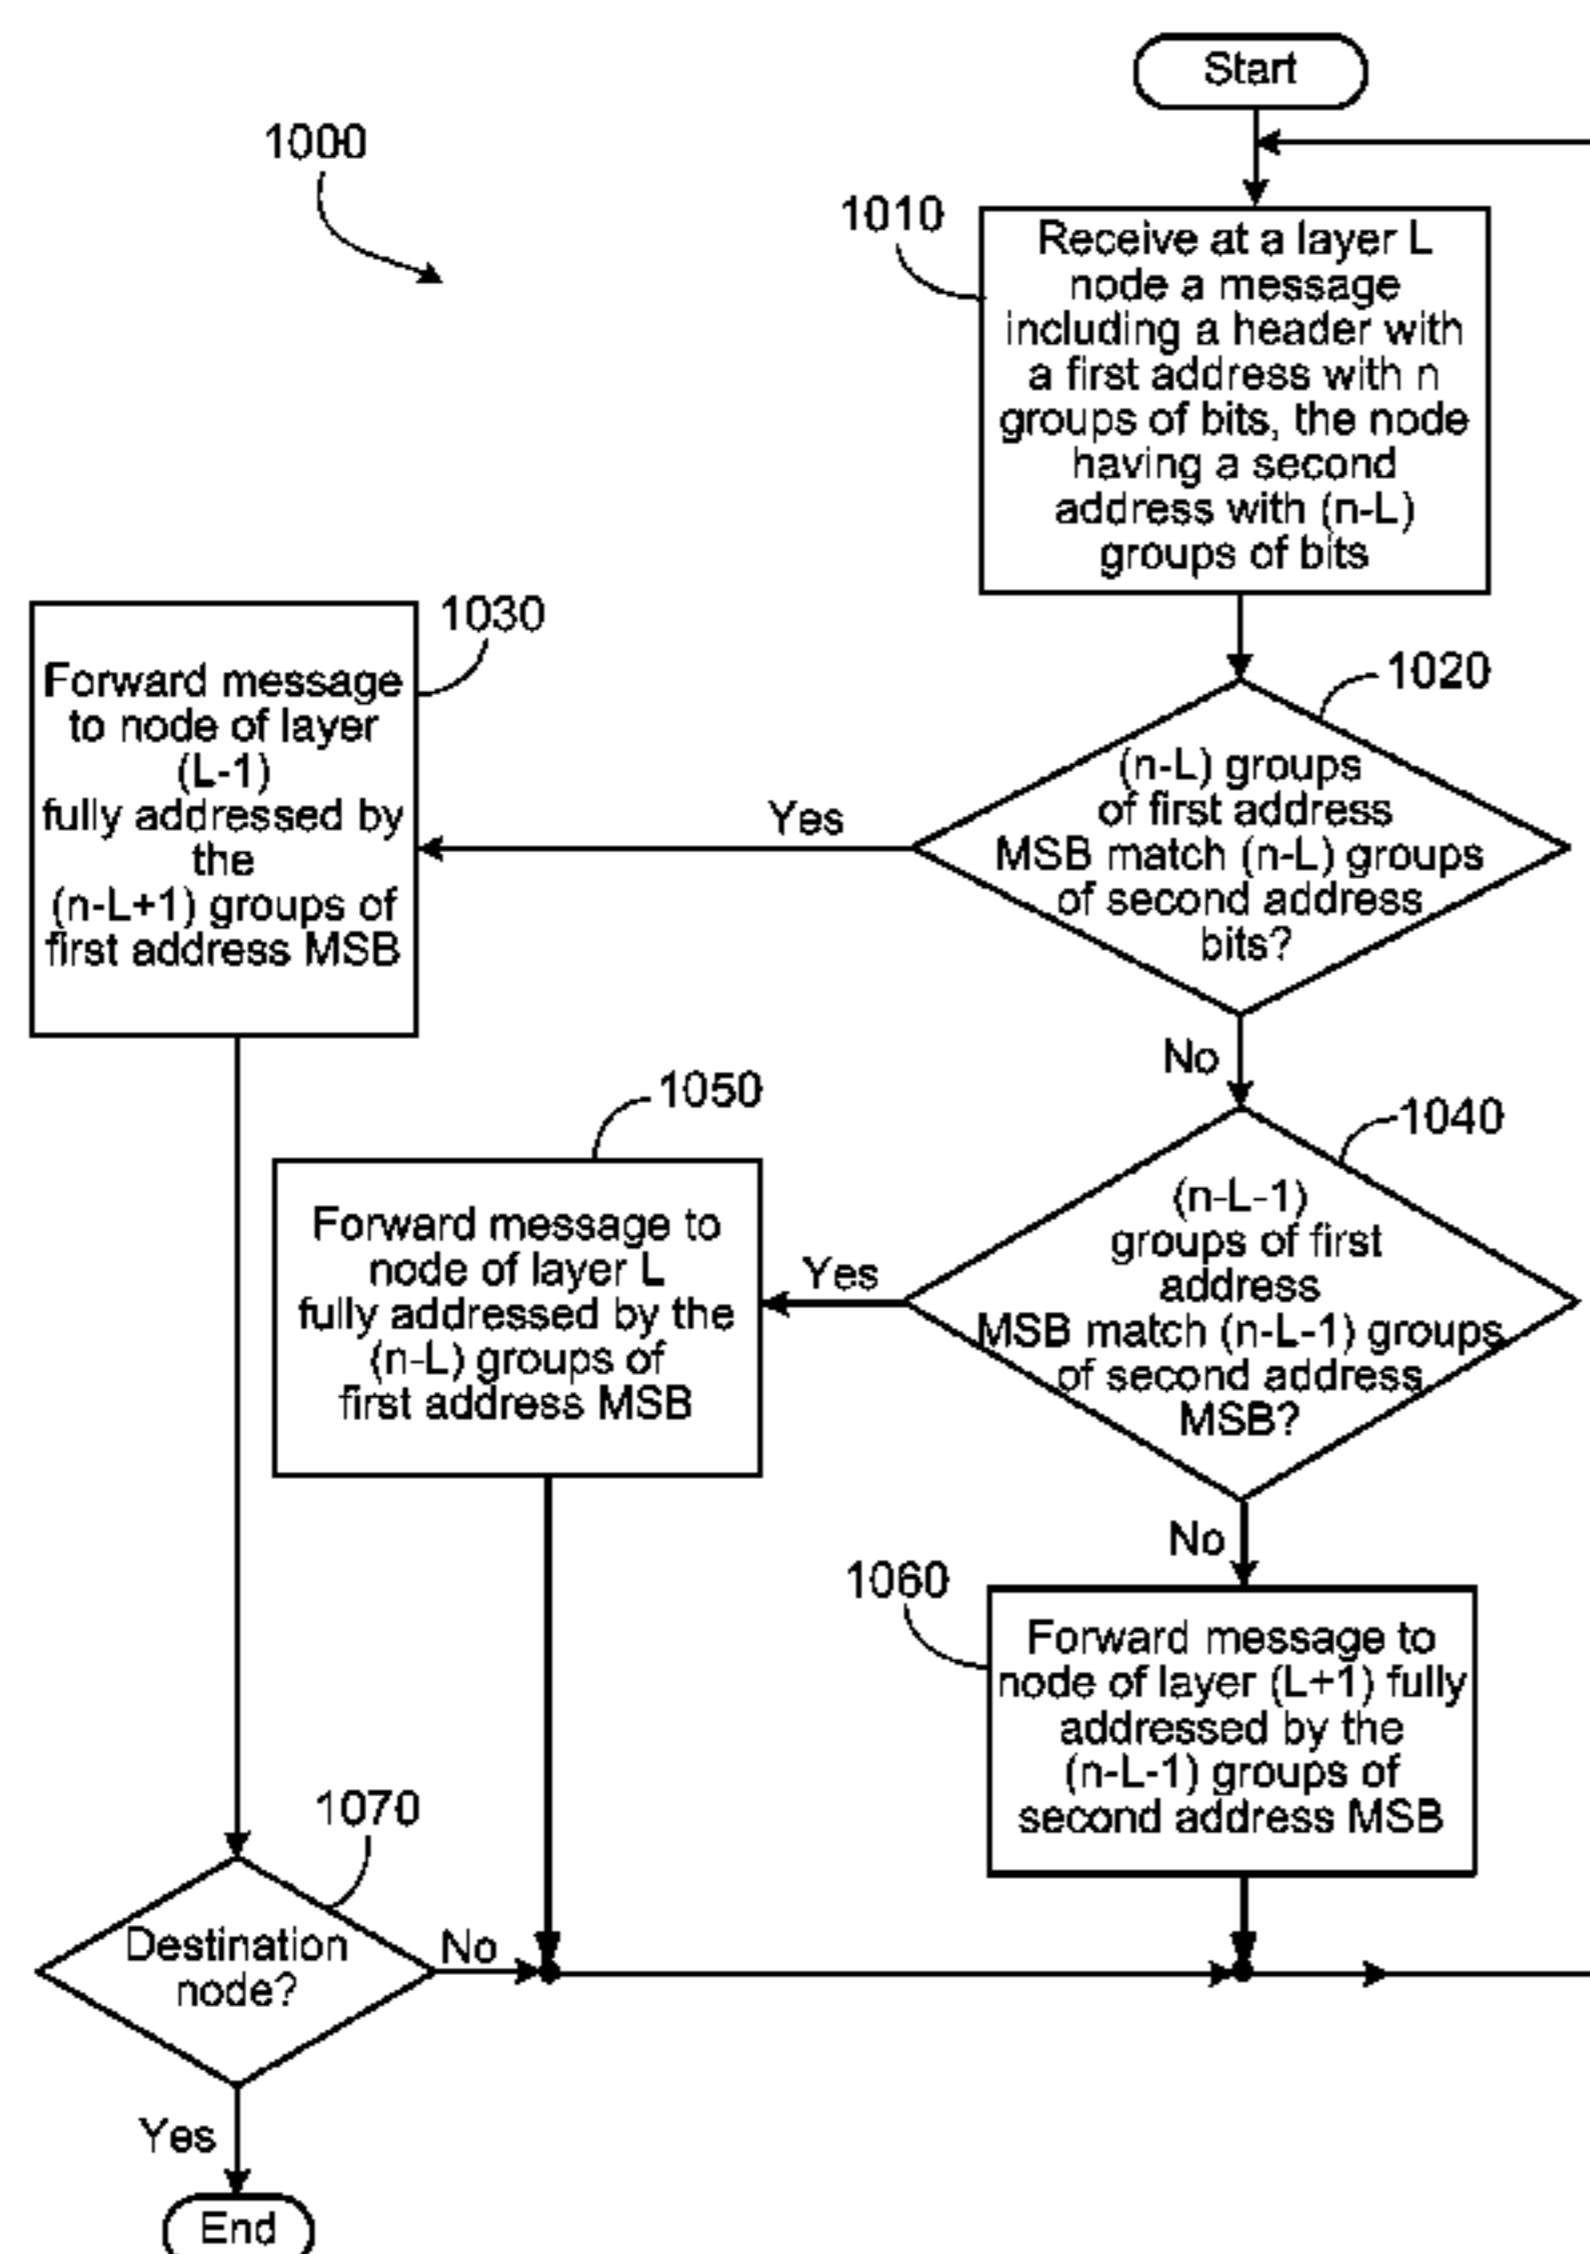 Start
1000
1010
Receive at a layer L
node a message
including a header with
a first address with n
groups of bits, the node
having a second
address with (n-L)
groups of bits
1020
(n-L) groups
of first address
MSB match (n-L) groups
of second address
bits?
Yes
1030
Forward message
to node of layer
(L-1)
fully addressed by
the
(n-L+1) groups of
first address MSB
No
1040
(n-L-1)
groups of first
address
MSB match (n-L-1) groups
of second address
MSB?
Yes
1050
Forward message to
node of layer L
fully addressed by the
(n-L) groups of
first address MSB
No
1060
Forward message to
node of layer (L+1) fully
addressed by the
(n-L-1) groups of
second address MSB
1070
Destination
node?
No
Yes
End